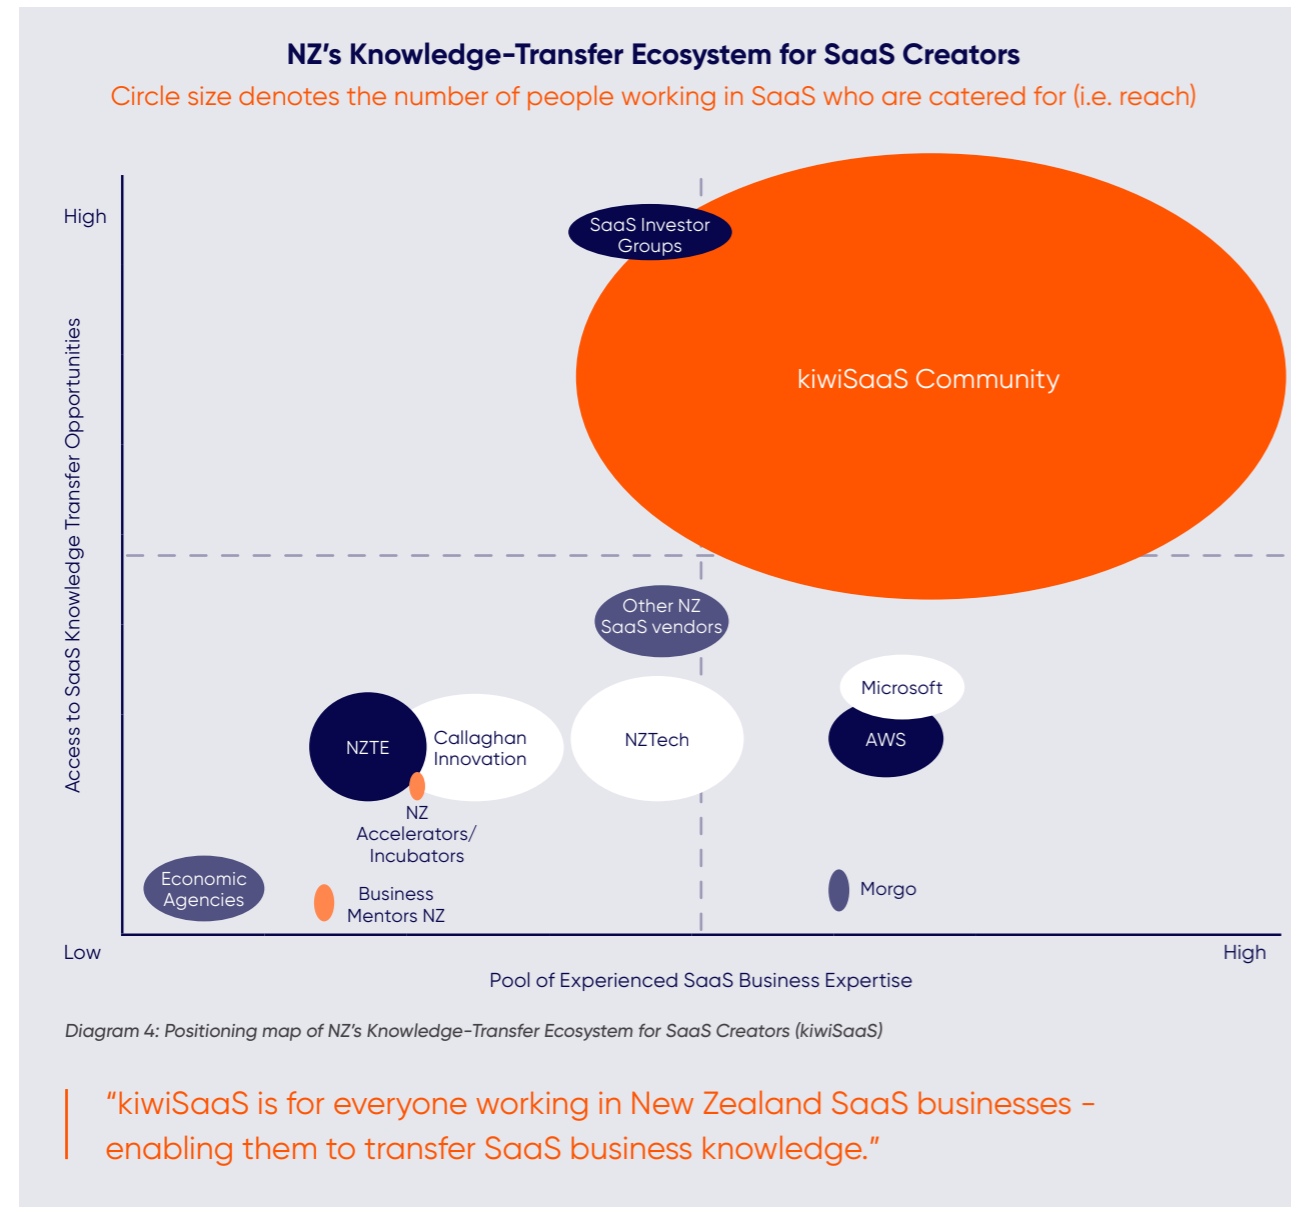 NZ’s Knowledge-Transfer Ecosystem for SaaS Creators
Circle size denotes the number of people working in SaaS who are catered for (i.e. reach)
High
Access to SaaS Knowledge Transfer Opportunities
SaaS Investor
Groups
kiwiSaaS Community
Other NZ
SaaS vendors
Microsoft
NZTE
Callaghan
Innovation
NZTech
AWS
NZ
Accelerators/
Incubators
Economic
Agencies
Business
Mentors NZ
Morgo
Low
High
Pool of Experienced SaaS Business Expertise
Diagram 4: Positioning map of NZ’s Knowledge-Transfer Ecosystem for SaaS Creators (kiwiSaaS)
“kiwiSaaS is for everyone working in New Zealand SaaS businesses -
enabling them to transfer SaaS business knowledge.”